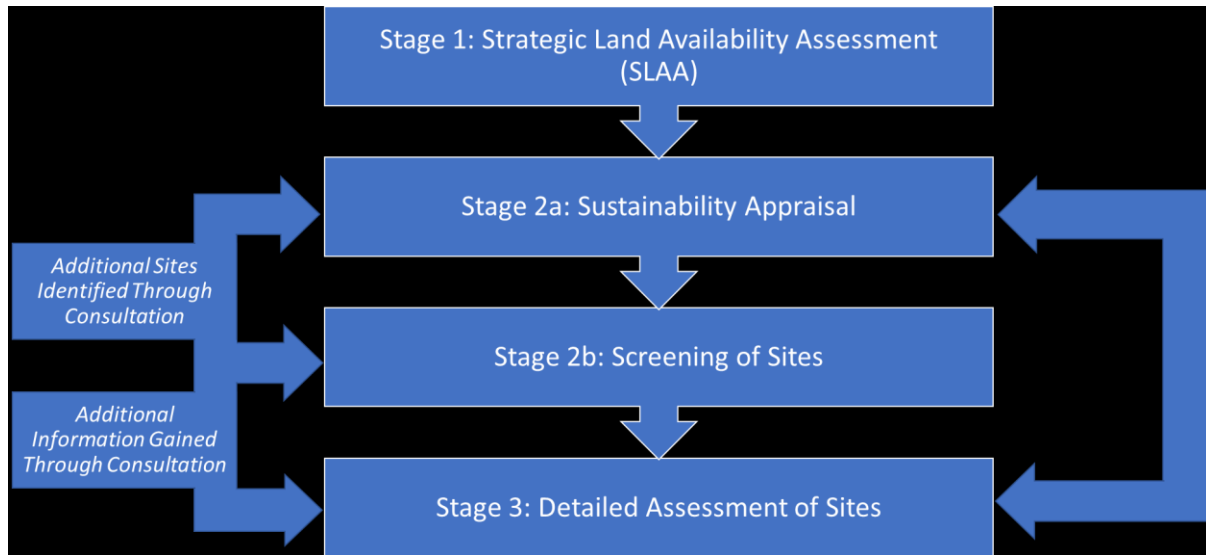 Stage 1: Strategic Land Availability Assessment
(SLAA)
Stage 2a: Sustainability Appraisal
Additional Sites
Identified Through
Consultation
Stage 2b: Screening of Sites
Additional
Information Gained
Through Consultation
Stage 3: Detailed Assessment of Sites